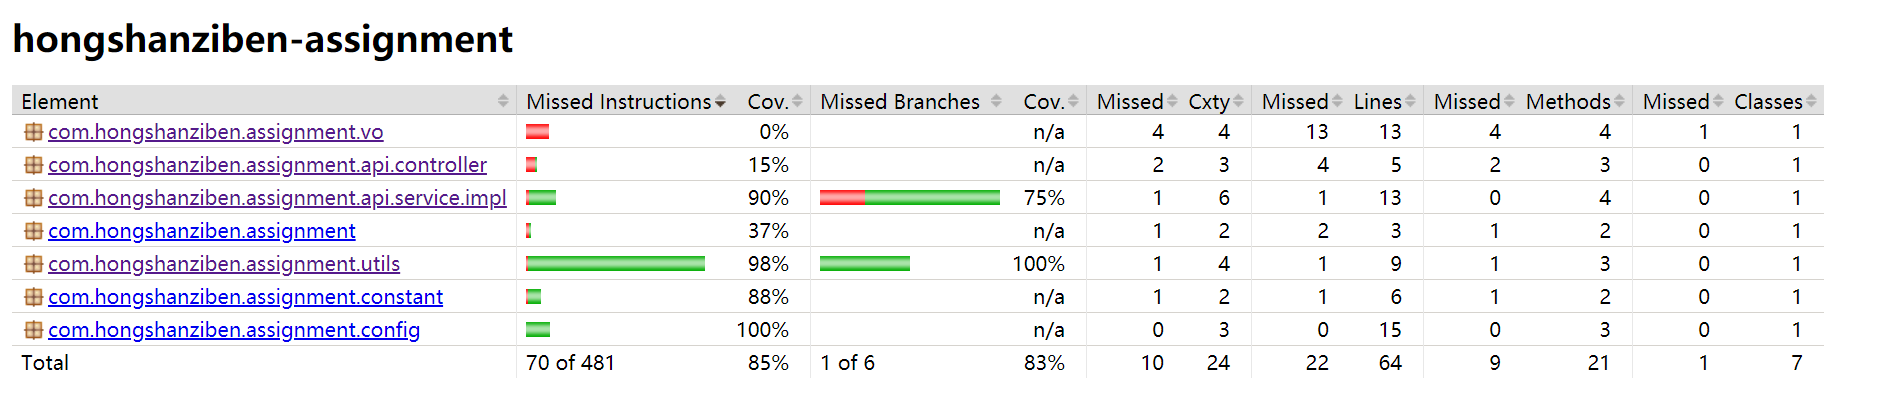 hongshanziben-assignment
Element Missed Instructions Cov. Missed Branches Cov. Missed Cxty Missed Lines Missed Methods Missed Classes
com.hongshanziben.assignment.vo 0% n/a 4 4 13 13 4 4 1 1
com.hongshanziben.assignment.api.controller 15% n/a 2 3 4 5 2 3 0 1
com.hongshanziben.assignment.api.service.impl 90% 75% 1 6 1 13 0 4 0 1
com.hongshanziben.assignment 37% n/a 1 2 2 3 1 2 0 1
com.hongshanziben.assignment.utils 98% 100% 1 4 1 9 1 3 0 1
com.hongshanziben.assignment.constant 88% n/a 1 2 1 6 1 2 0 1
com.hongshanziben.assignment.config 100% n/a 0 3 0 15 0 3 0 1
Total 70 of 481 85% 1 of 6 83% 10 24 22 64 9 21 1 7